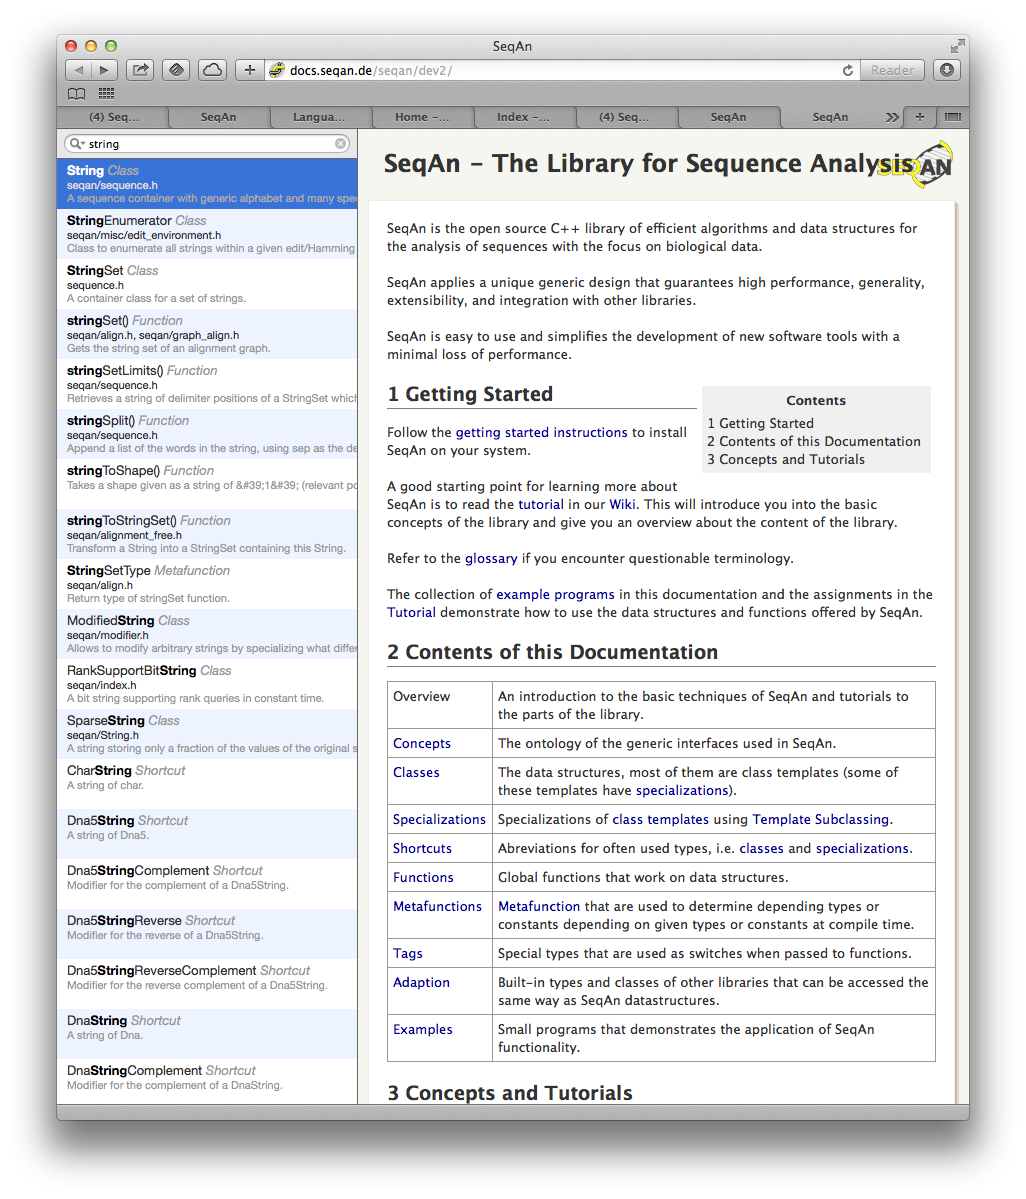 SeqAn
docs.seqan.de/seqan/dev2/
Reader
(4) Seq...
SeqAn
Langua...
Home –...
Index –...
(4) Seq...
SeqAn
SeqAn
string
String Class
seqan/sequence.h
A sequence container with generic alphabet and many spe
StringEnumerator Class
seqan/misc/edit_environment.h
Class to enumerate all strings within a given edit/Hamming
StringSet Class
sequence.h
A container class for a set of strings.
stringSet() Function
seqan/align.h, seqan/graph_align.h
Gets the string set of an alignment graph.
stringSetLimits() Function
seqan/sequence.h
Retrieves a string of delimiter positions of a StringSet which
stringSplit() Function
seqan/sequence.h
Append a list of the words in the string, using sep as the de
stringToShape() Function
Takes a shape given as a string of &#39;1&#39; (relevant po
stringToStringSet() Function
seqan/alignment_free.h
Transform a String into a StringSet containing this String.
StringSetType Metafunction
seqan/align.h
Return type of stringSet function.
ModifiedString Class
seqan/modifier.h
Allows to modify arbitrary strings by specializing what differ
RankSupportBitString Class
seqan/index.h
A bit string supporting rank queries in constant time.
SparseString Class
seqan/String.h
A string storing only a fraction of the values of the original s
CharString Shortcut
A string of char.
Dna5String Shortcut
A string of Dna5.
Dna5StringComplement Shortcut
Modifier for the complement of a Dna5String.
Dna5StringReverse Shortcut
Modifier for the reverse of a Dna5String.
Dna5StringReverseComplement Shortcut
Modifier for the reverse complement of a Dna5String.
DnaString Shortcut
A string of Dna.
DnaStringComplement Shortcut
Modifier for the complement of a DnaString.
SeqAn – The Library for Sequence Analysis
SEQAN
SeqAn is the open source C++ library of efficient algorithms and data structures for
the analysis of sequences with the focus on biological data.
SeqAn applies a unique generic design that guarantees high performance, generality,
extensibility, and integration with other libraries.
SeqAn is easy to use and simplifies the development of new software tools with a
minimal loss of performance.
1 Getting Started
Contents
1 Getting Started
2 Contents of this Documentation
3 Concepts and Tutorials
Follow the getting started instructions to install
SeqAn on your system.
A good starting point for learning more about
SeqAn is to read the tutorial in our Wiki. This will introduce you into the basic
concepts of the library and give you an overview about the content of the library.
Refer to the glossary if you encounter questionable terminology.
The collection of example programs in this documentation and the assignments in the
Tutorial demonstrate how to use the data structures and functions offered by SeqAn.
2 Contents of this Documentation
Overview
An introduction to the basic techniques of SeqAn and tutorials to
the parts of the library.
Concepts
The ontology of the generic interfaces used in SeqAn.
Classes
The data structures, most of them are class templates (some of
these templates have specializations).
Specializations
Specializations of class templates using Template Subclassing.
Shortcuts
Abreviations for often used types, i.e. classes and specializations.
Functions
Global functions that work on data structures.
Metafunctions
Metafunction that are used to determine depending types or
constants depending on given types or constants at compile time.
Tags
Special types that are used as switches when passed to functions.
Adaption
Built-in types and classes of other libraries that can be accessed the
same way as SeqAn datastructures.
Examples
Small programs that demonstrates the application of SeqAn
functionality.
3 Concepts and Tutorials